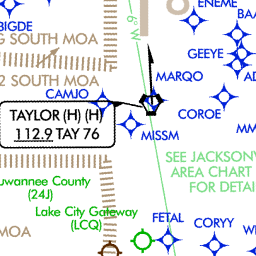 ENEME
BIGDE
G SOUTH MOA
GEEYE
MARQO
2 SOUTH MOA
CAMJO
COROE
TAYLOR (H) (H)
112.9 TAY 76
MISSM
SEE JACKSONV
AREA CHART
FOR DETAI
uwannee County
(24J)
Lake City Gateway
(LCQ)
FETAL
CORYY
MOA